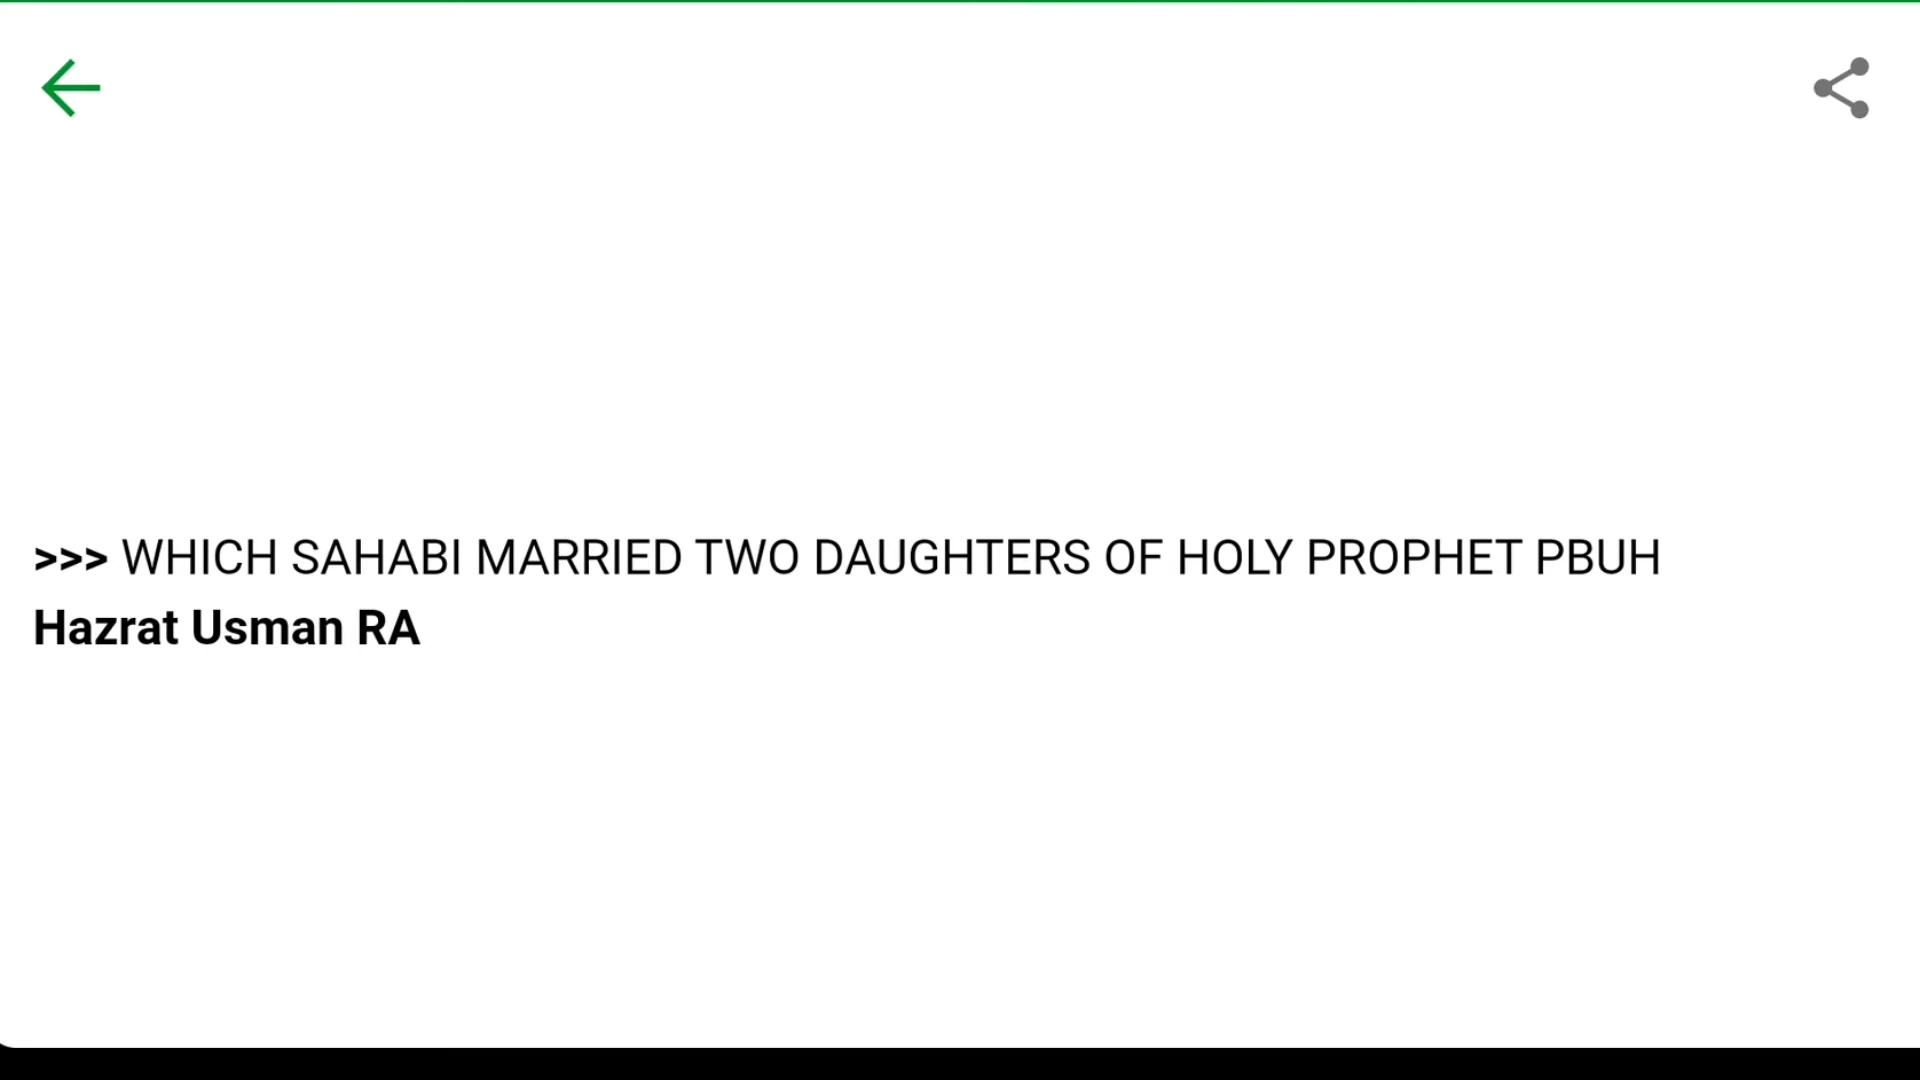 >>> WHICH SAHABI MARRIED TWO DAUGHTERS OF HOLY PROPHET PBUH
Hazrat Usman RA